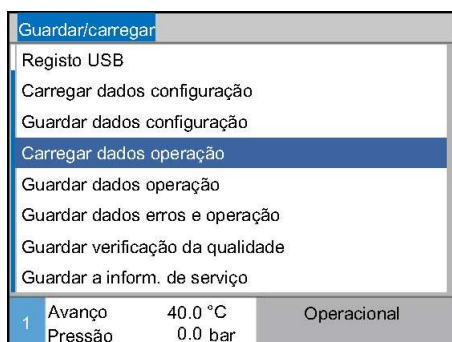 Guardar/carregar
Registo USB
Carregar dados configuração
Guardar dados configuração
Carregar dados operação
Guardar dados operação
Guardar dados erros e operação
Guardar verificação da qualidade
Guardar a inform. de serviço
1 Avanço 40.0 °C Operacional
Pressão 0.0 bar